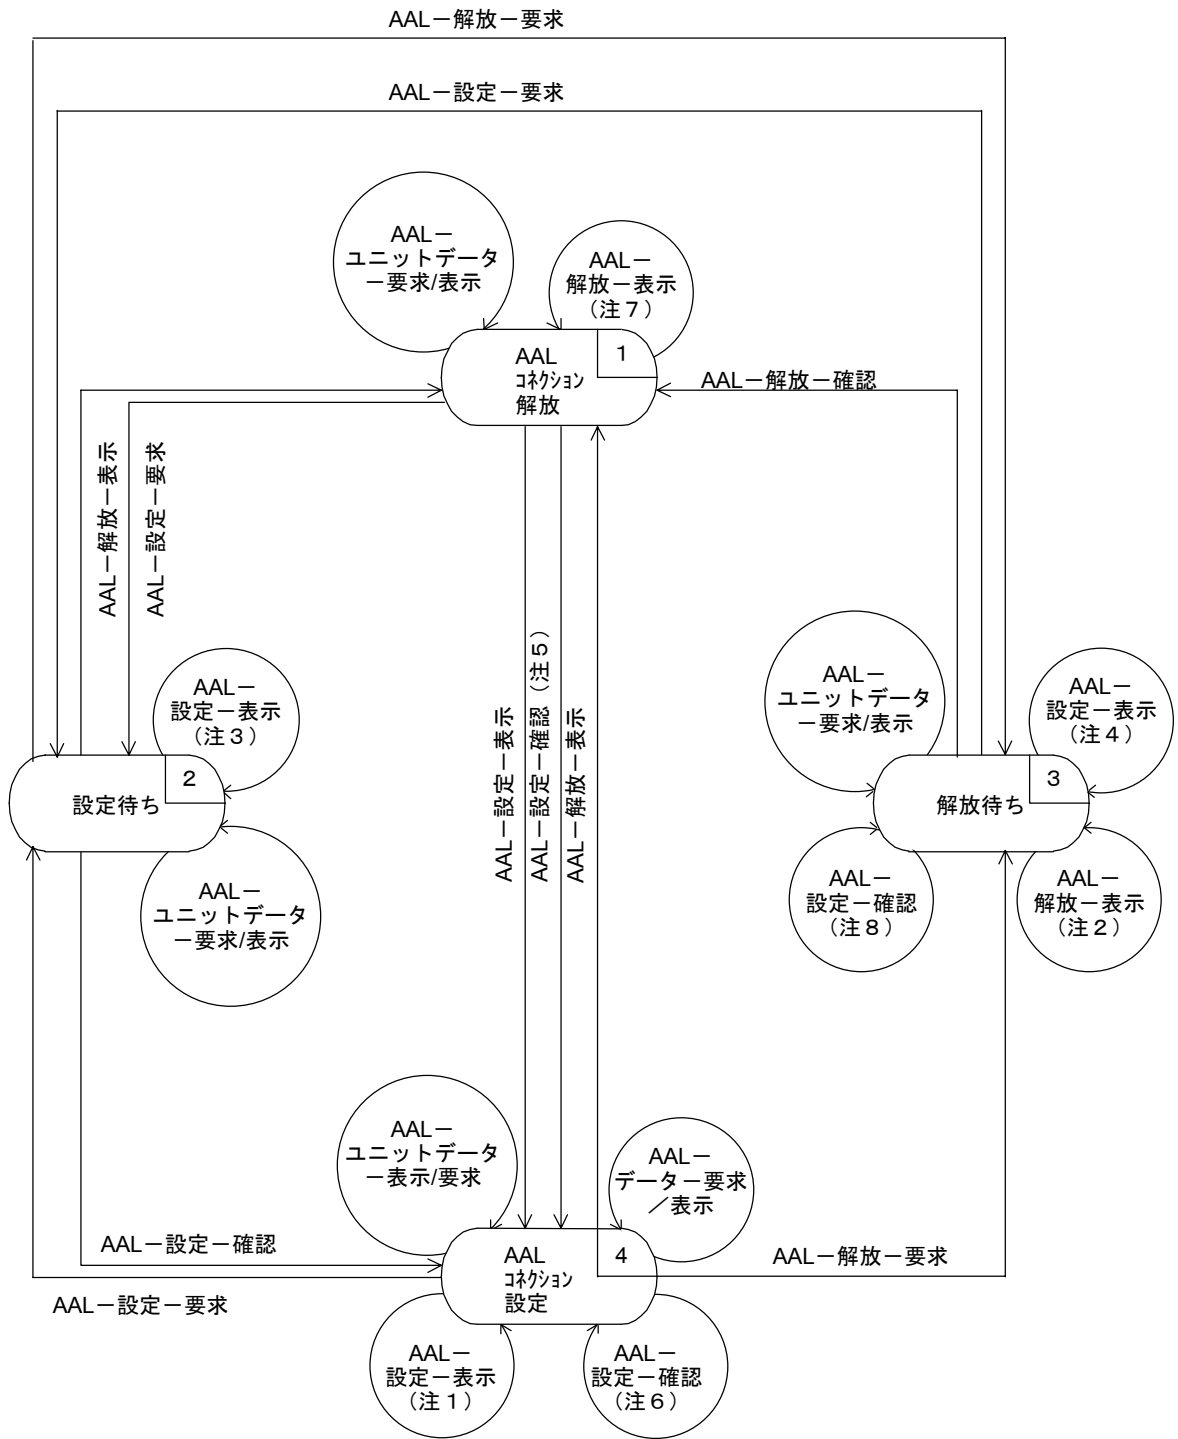 AAL－解放－要求
AAL－設定－要求
AAL－
ユニットデータ
－要求/表示
AAL－
解放－表示
（注７）
AAL
ｺﾈｸｼｮﾝ
解放
1
AAL－解放－確認
AAL－解放－表示
AAL－設定－要求
AAL－設定－表示
AAL－設定－確認（注５）
AAL－解放－表示
AAL－
設定－表示
（注３）
2
設定待ち
AAL－
ユニットデータ
－要求/表示
AAL－
ユニットデータ
－要求/表示
AAL－
設定－表示
（注４）
3
解放待ち
AAL－
設定－確認
（注８）
AAL－
解放－表示
（注２）
AAL－
ユニットデータ
－表示/要求
AAL－
データ－要求
／表示
AAL－設定－確認
AAL－設定－要求
AAL
ｺﾈｸｼｮﾝ
設定
4
AAL－解放－要求
AAL－
設定－表示
（注１）
AAL－
設定－確認
（注６）